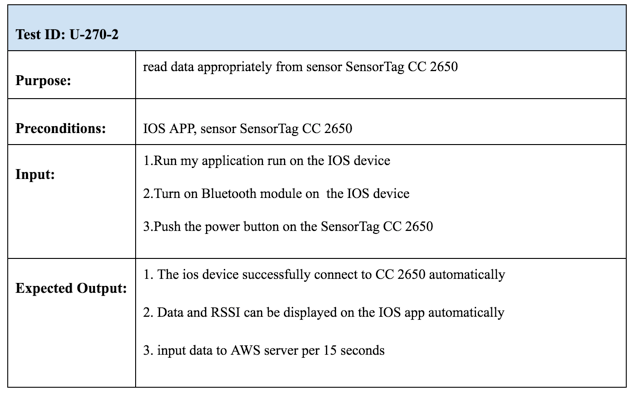 Test ID: U-270-2
Purpose:
read data appropriately from sensor SensorTag CC 2650
Preconditions:
IOS APP, sensor SensorTag CC 2650
Input:
1.Run my application run on the IOS device
2.Turn on Bluetooth module on the IOS device
3.Push the power button on the SensorTag CC 2650
Expected Output:
1. The ios device successfully connect to CC 2650 automatically
2. Data and RSSI can be displayed on the IOS app automatically
3. input data to AWS server per 15 seconds